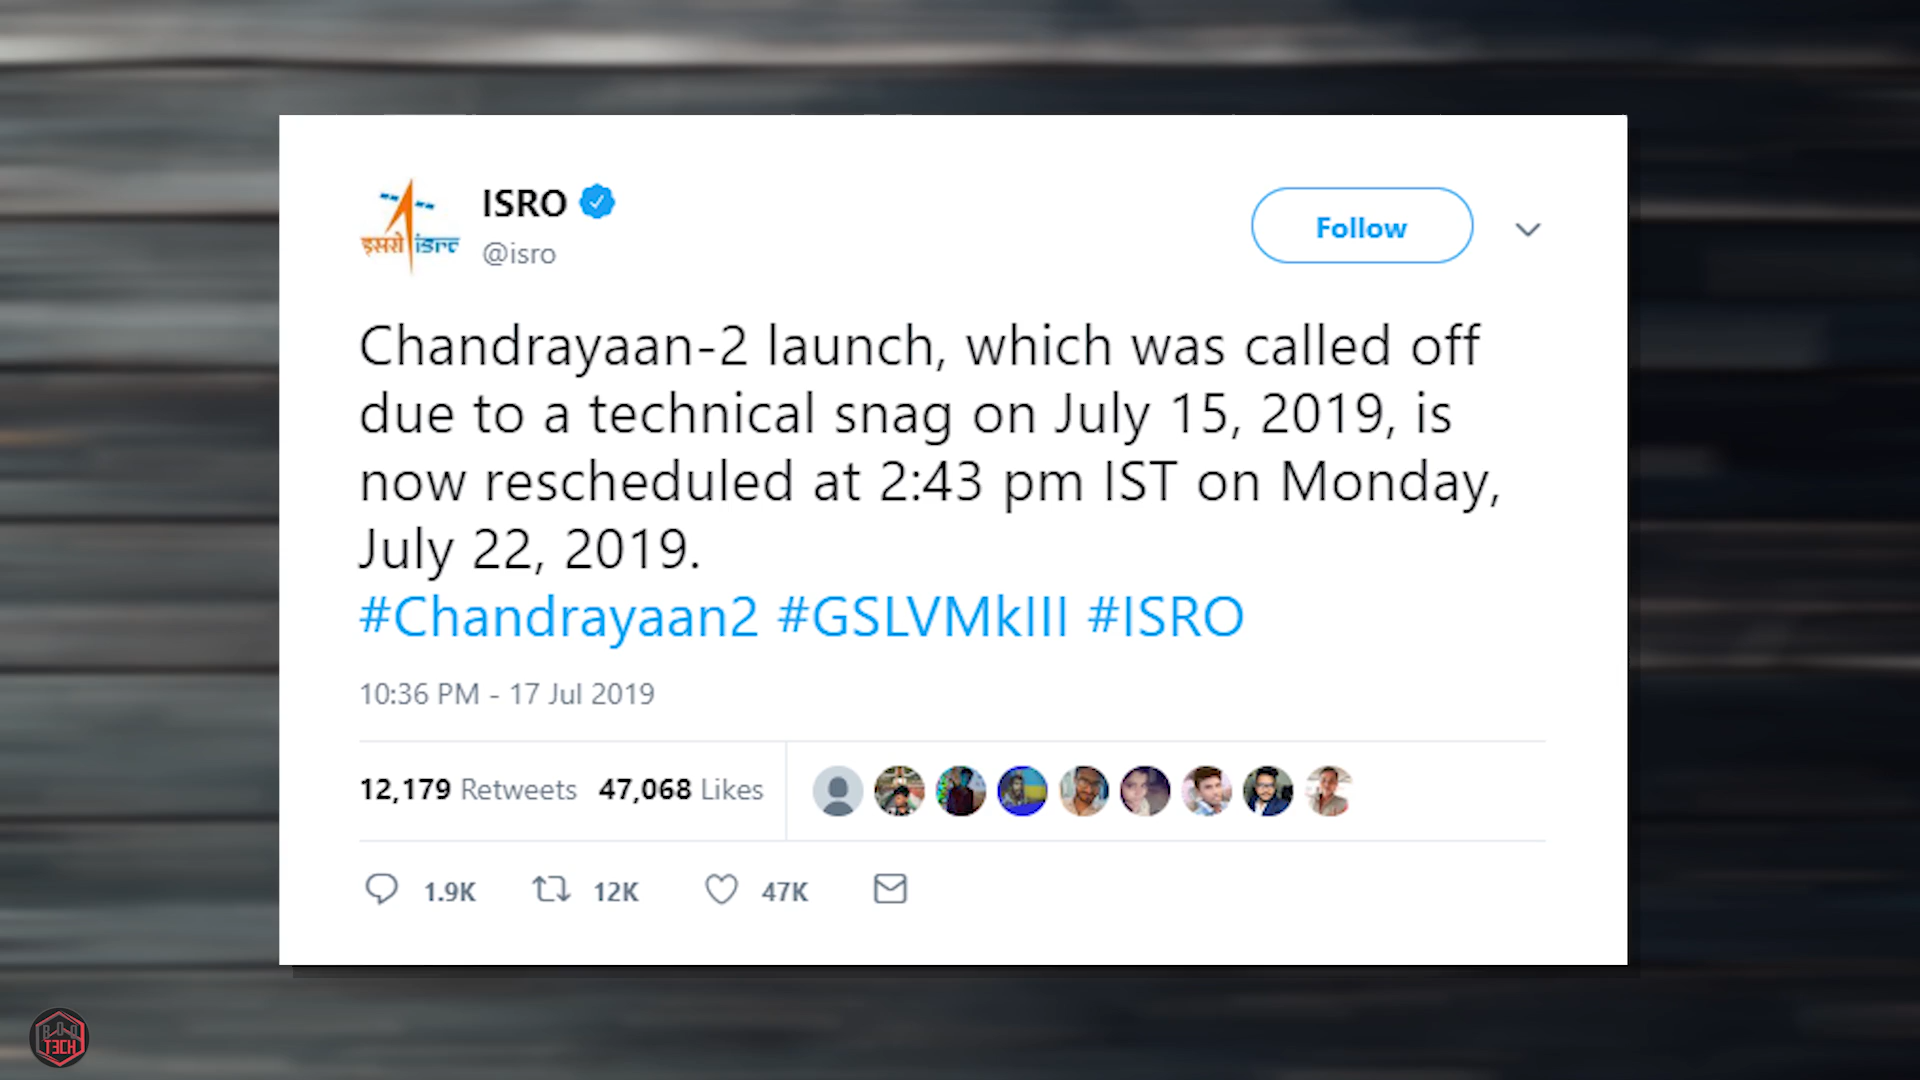 ISRO
@isro
Follow
इसरो isrc
Chandrayaan-2 launch, which was called off
due to a technical snag on July 15, 2019, is
now rescheduled at 2:43 pm IST on Monday,
July 22, 2019.
#Chandrayaan2 #GSLVMkIII #ISRO
10:36 PM - 17 Jul 2019
12,179 Retweets 47,068 Likes
1.9K 12K 47K
T3CH